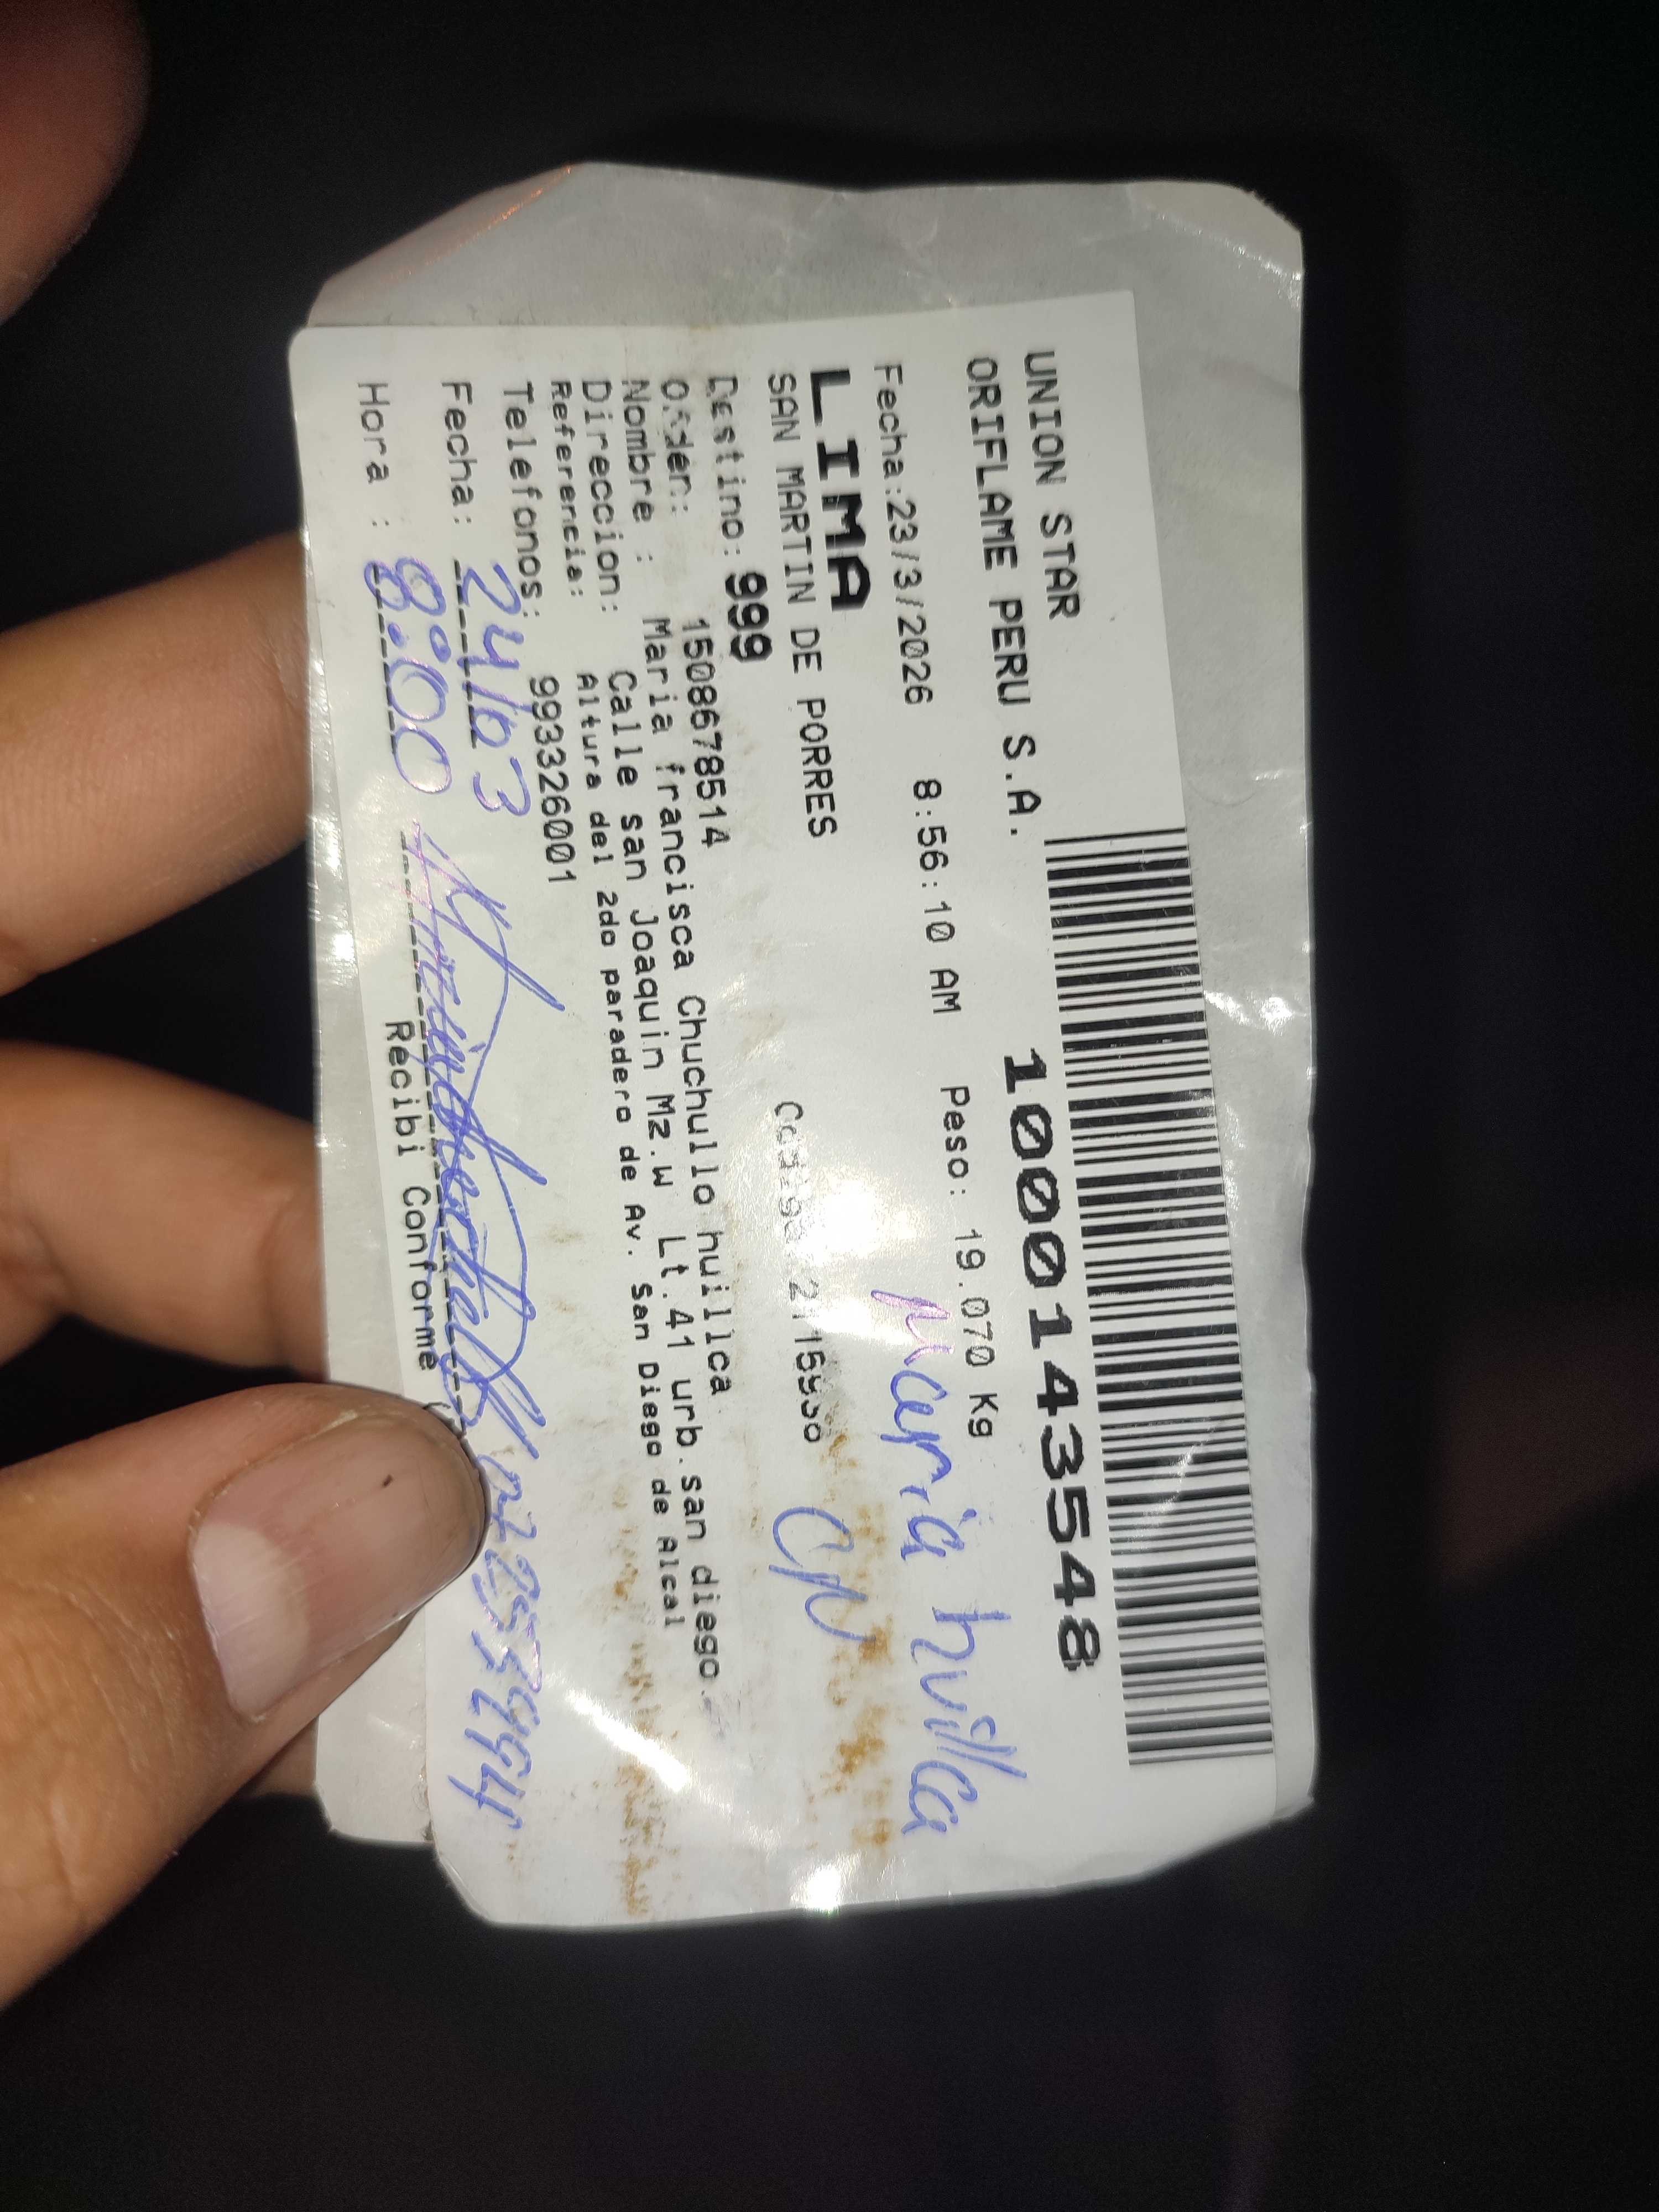 UNION STAR
ORIFLAME PERU S.A.
10001435548
Fecha:23/3/2026 8:56:10 AM Peso: 19.070 Kg
Maria huillca
LIMA
SAN MARTIN DE PORRES
CN
Destino: 999
Orden: 1508678514
Nombre : Maria francisca Chuchullo huillca
Direccion: Calle san Joaquin Mz.w Lt.41 urb.san diego
Referencia: Altura del 2do paradero de Av. San Diego de Alcal
Telefonos: 993326001
Fecha: 24/03
Hora : 8:00
Recibi Conforme